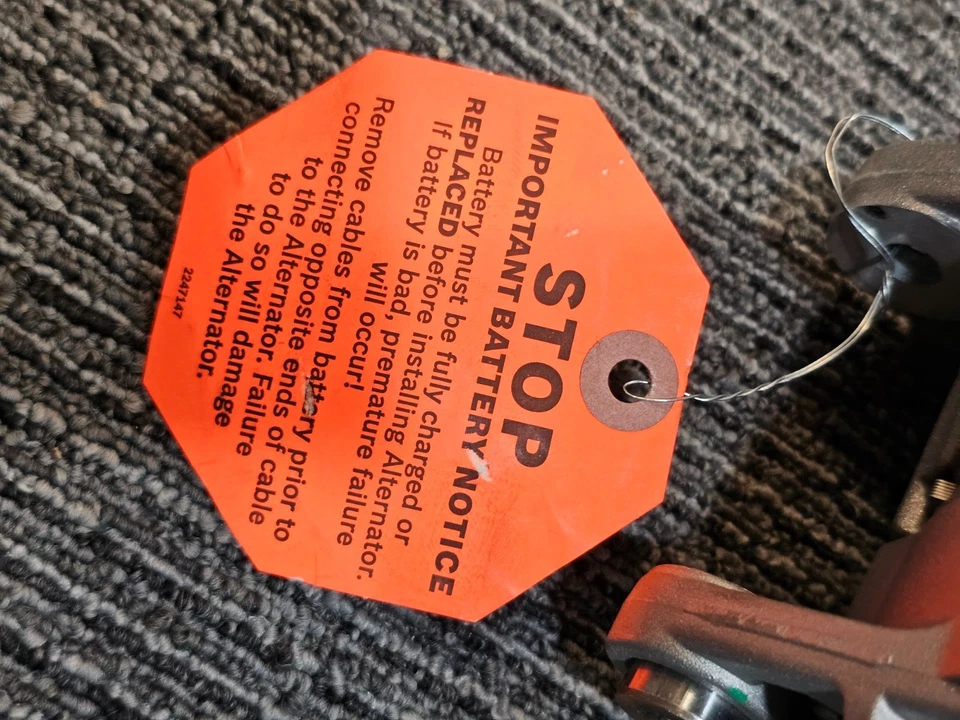 STOP
IMPORTANT BATTERY NOTICE
Battery must be fully charged or
REPLACED before installing Alternator.
If battery is bad, premature failure
will occur!
Remove cables from battery prior to
connecting opposite ends of cable
to the Alternator. Failure
to do so will damage
the Alternator.
2247147